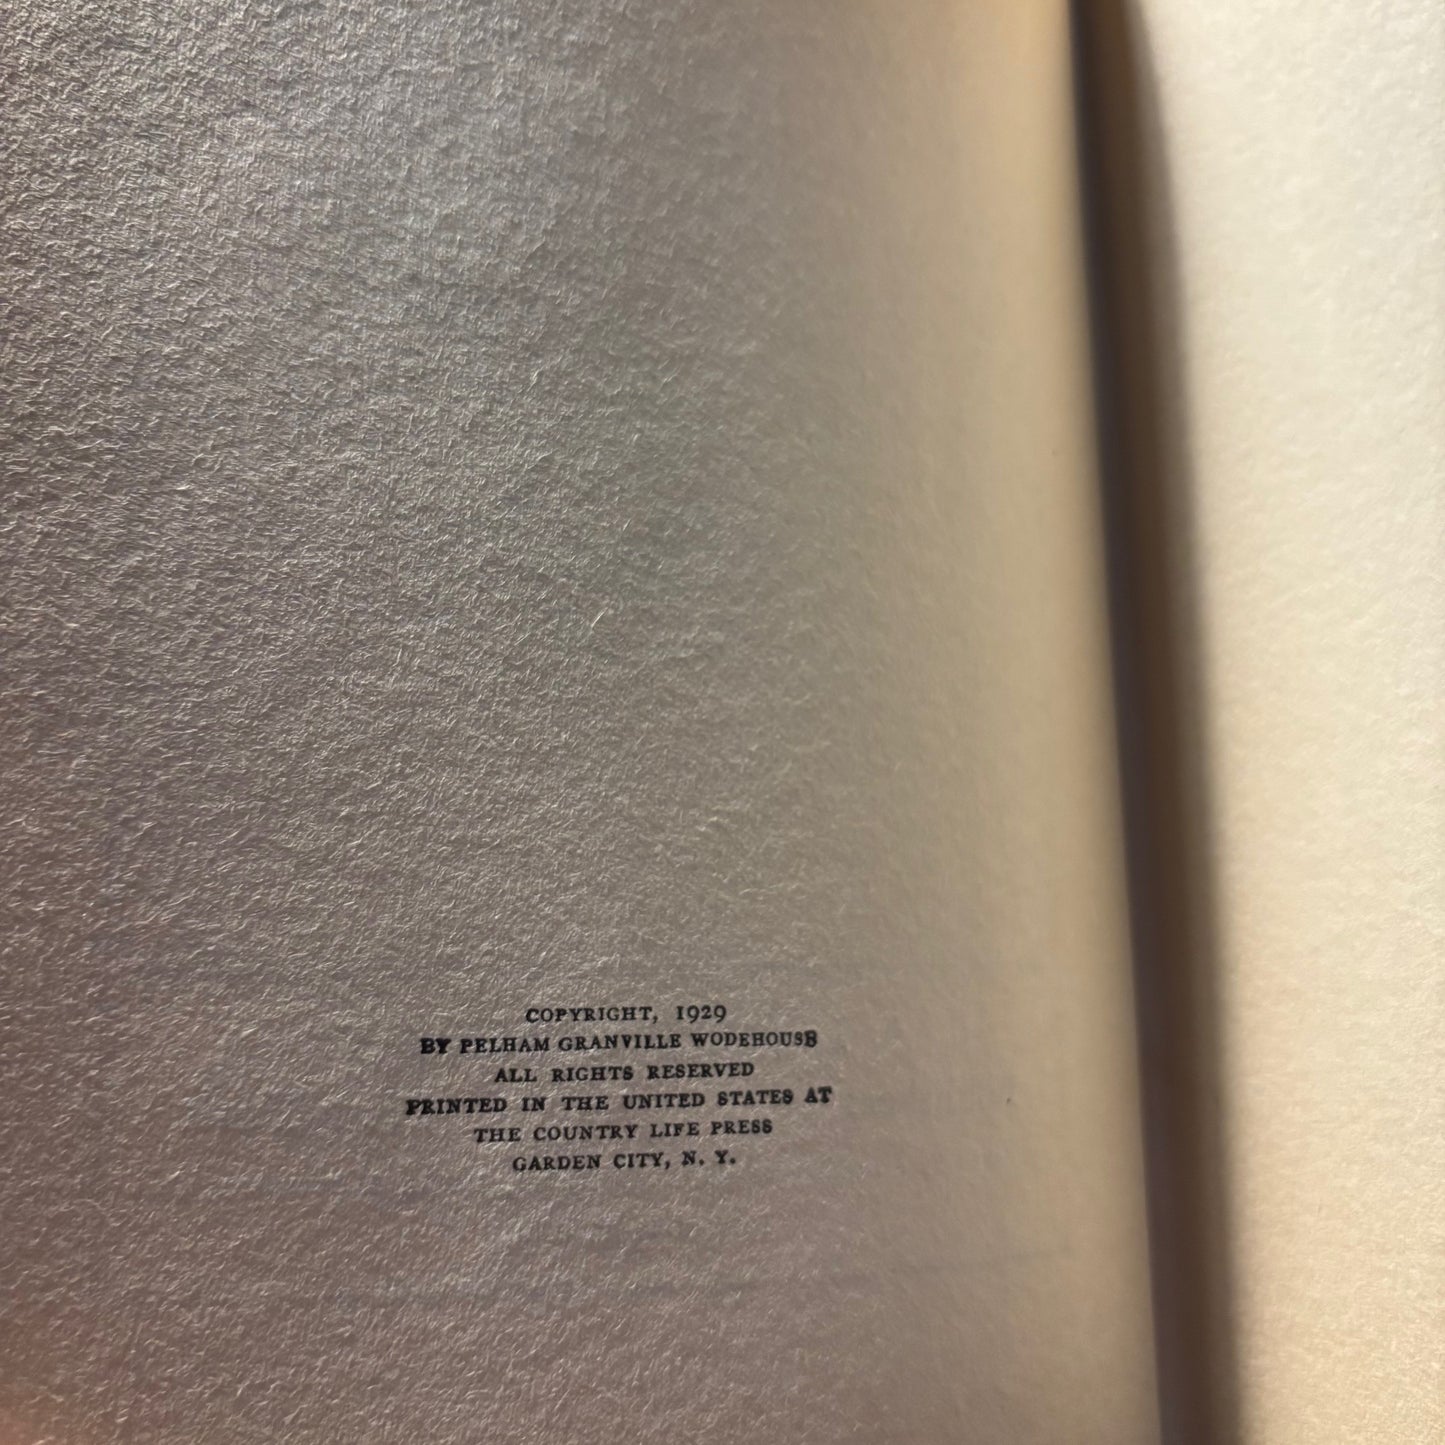 COPYRIGHT, 1929
BY PELHAM GRANVILLE WODEHOUSE
ALL RIGHTS RESERVED
PRINTED IN THE UNITED STATES AT
THE COUNTRY LIFE PRESS
GARDEN CITY, N. Y.